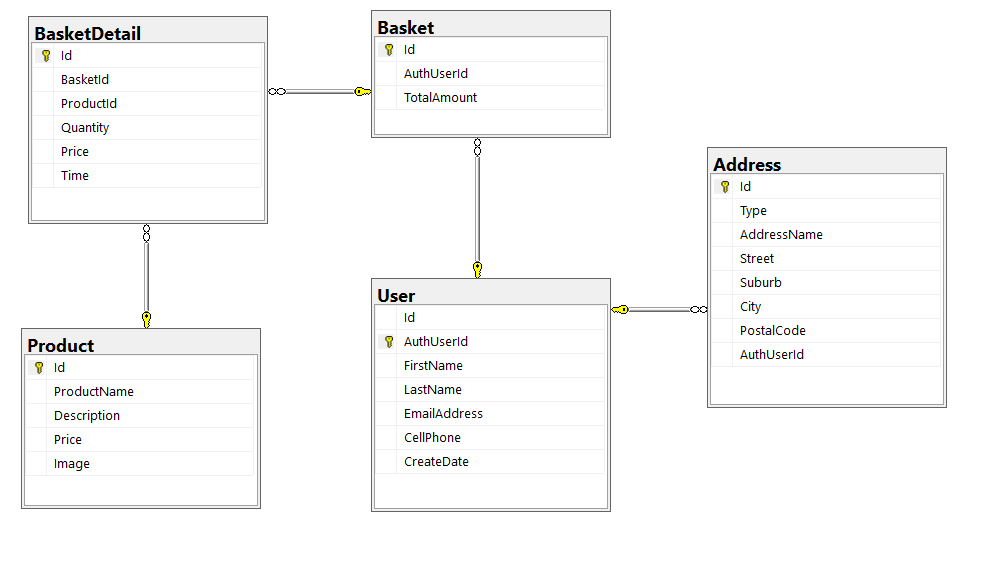 BasketDetail
Id
BasketId
ProductId
Quantity
Price
Time
Basket
Id
AuthUserId
TotalAmount
Address
Id
Type
AddressName
Street
Suburb
City
PostalCode
AuthUserId
User
Id
AuthUserId
FirstName
LastName
EmailAddress
CellPhone
CreateDate
Product
Id
ProductName
Description
Price
Image